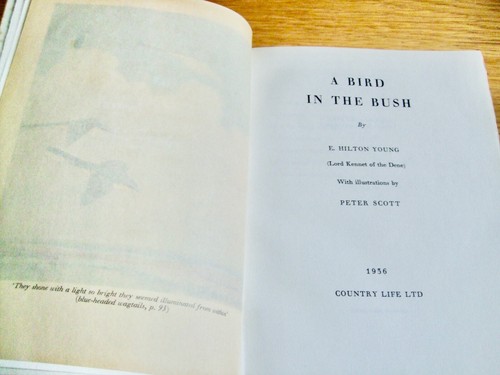 'They shone with a light so bright they seemed illuminated from
(blue-headed wagtails, p. 95)
A BIRD
IN THE BUSH
By
E. HILTON YOUNG
(Lord Kennet of the Dene)
With illustrations by
PETER SCOTT
1936
COUNTRY LIFE LTD